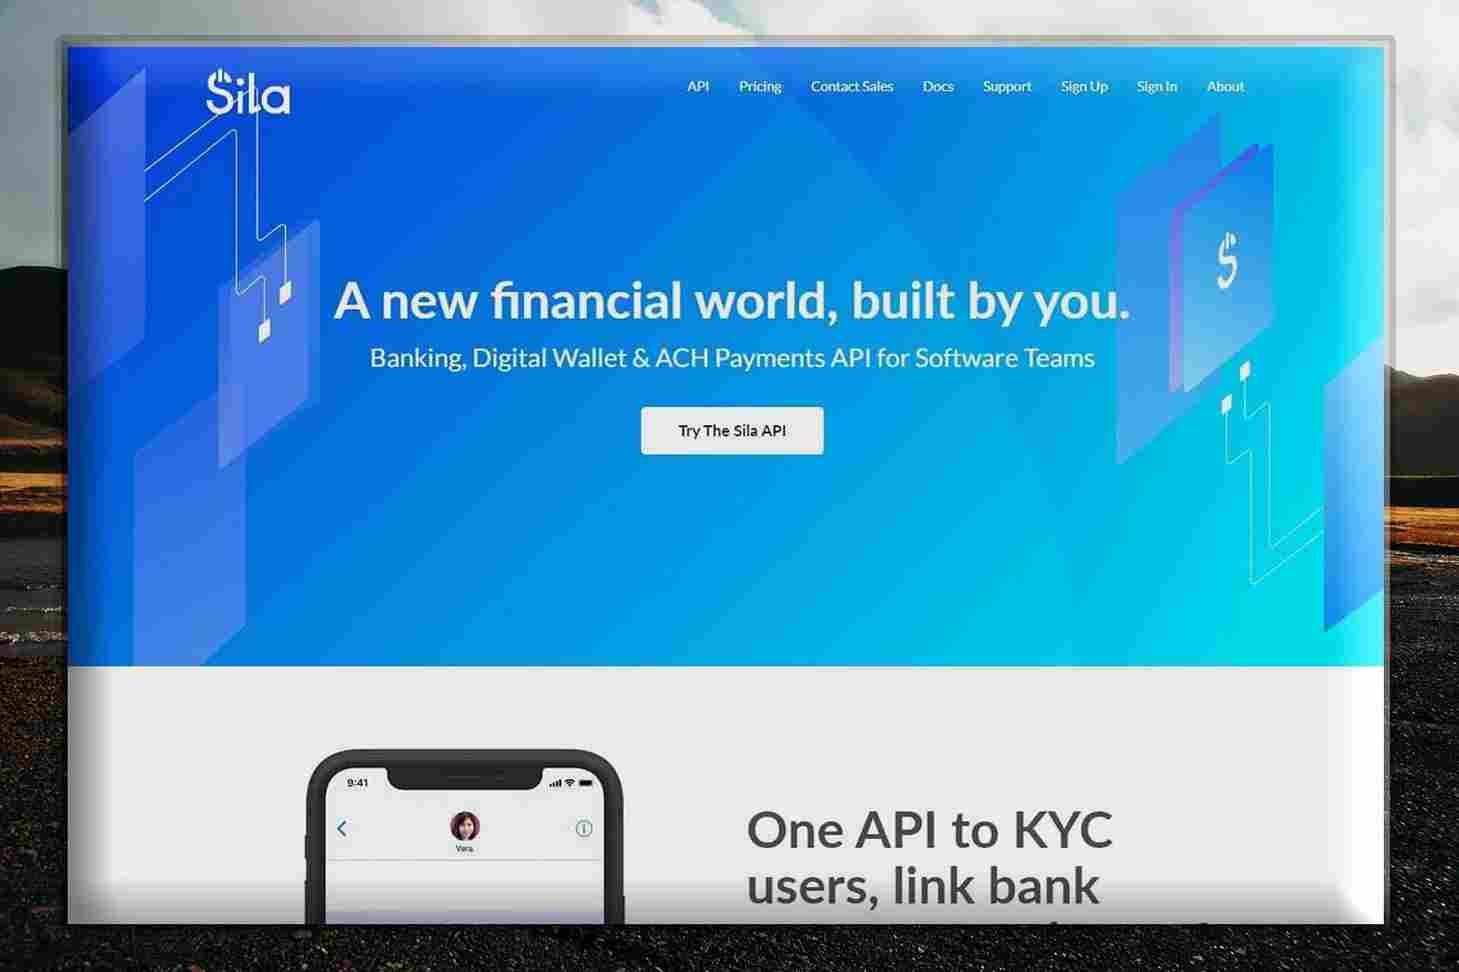 Sila
API Pricing Contact Sales Docs Support Sign Up Sign In About
$
A new financial world, built by you.
Banking, Digital Wallet & ACH Payments API for Software Teams
Try The Sila API
9:41
Vera
One API to KYC
users, link bank